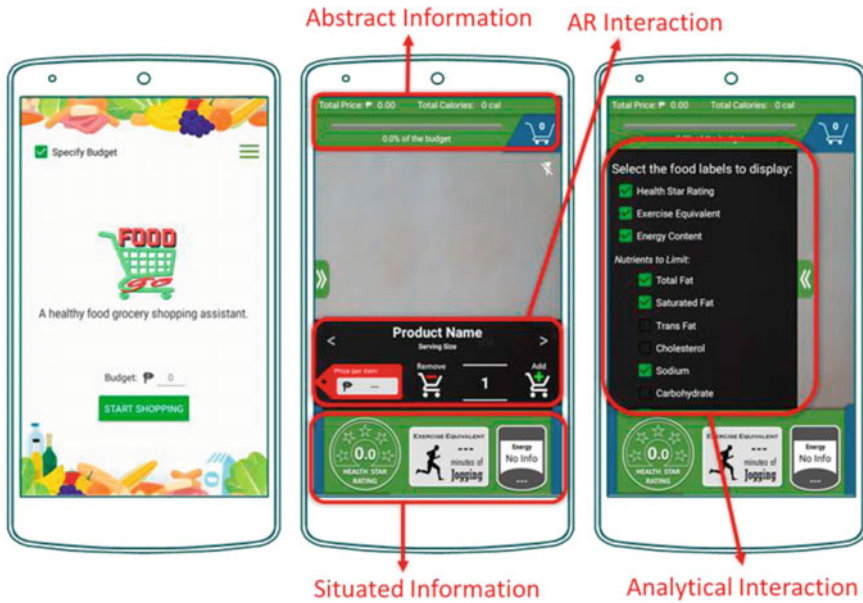 Abstract Information
AR Interaction
Specify Budget
FOOD
go
A healthy food grocery shopping assistant.
Budget: ₱ 0
START SHOPPING
Total Price: ₱ 0.00 Total Calories: 0 cal
0
0.0% of the budget
»
< Product Name >
Serving Size
Price per item
₱ ---
Remove
1
Add
0.0
HEALTH STAR
RATING
EXERCISE EQUIVALENT
---
minutes of
Jogging
Energy
No Info
---
Total Price: ₱ 0.00 Total Calories: 0 cal
0
Select the food labels to display:
Health Star Rating
Exercise Equivalent
Energy Content
Nutrients to Limit:
Total Fat
Saturated Fat
Trans Fat
Cholesterol
Sodium
Carbohydrate
«
0.0
HEALTH STAR
RATING
EXERCISE EQUIVALENT
---
minutes of
Jogging
Energy
No Info
---
Situated Information
Analytical Interaction